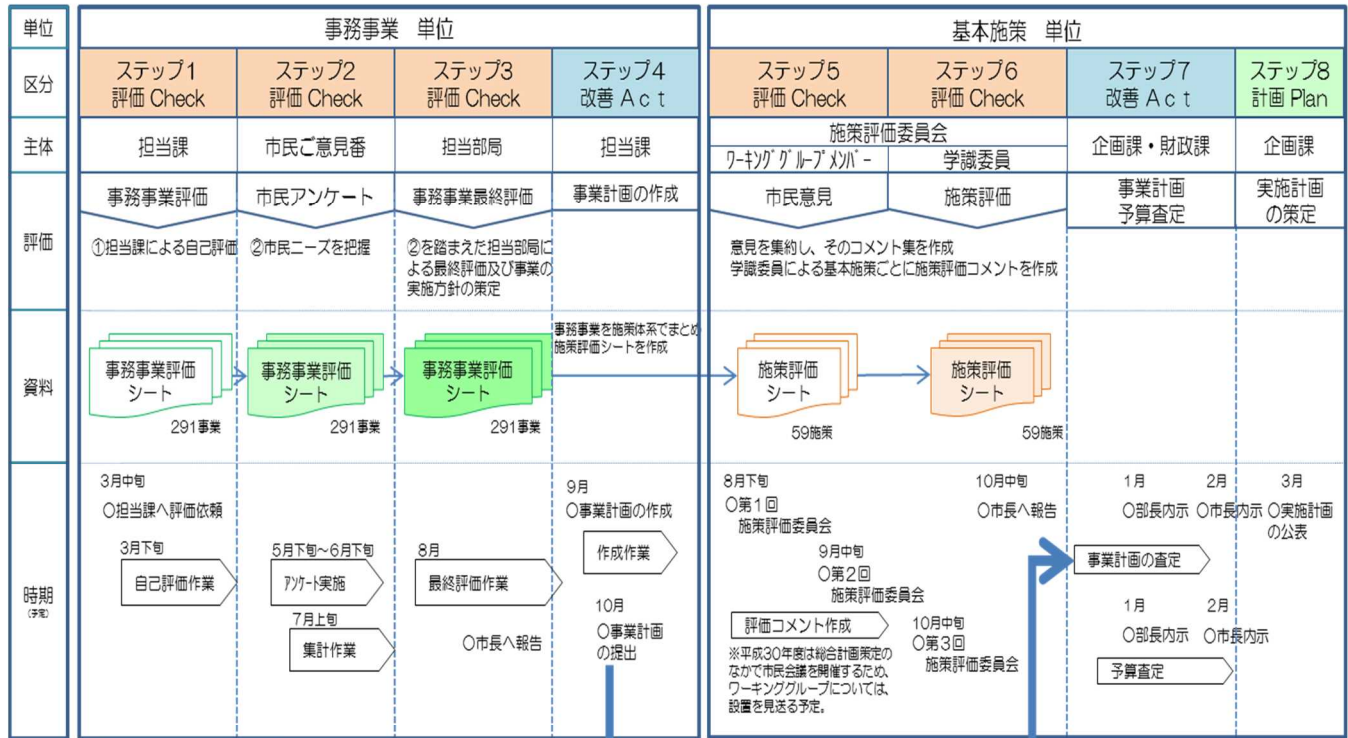 単位
事務事業 単位
基本施策 単位
区分
ステップ1
評価 Check
ステップ2
評価 Check
ステップ3
評価 Check
ステップ4
改善 Act
ステップ5
評価 Check
ステップ6
評価 Check
ステップ7
改善 Act
ステップ8
計画 Plan
主体
担当課
市民ご意見番
担当部局
担当課
施策評価委員会
ワーキンググループメンバー
学識委員
企画課・財政課
企画課
評価
事務事業評価
市民アンケート
事務事業最終評価
事業計画の作成
市民意見
施策評価
事業計画
予算査定
実施計画
の策定
①担当課による自己評価
②市民ニーズを把握
②を踏まえた担当部局に
よる最終評価及び事業の
実施方針の策定
意見を集約し、そのコメント集を作成
学識委員による基本施策ごとに施策評価コメントを作成
資料
事務事業評価
シート
291事業
事務事業評価
シート
291事業
事務事業評価
シート
291事業
事務事業を施策体系でまとめ
施策評価シートを作成
施策評価
シート
59施策
施策評価
シート
59施策
時期
(予定)
3月中旬
○担当課へ評価依頼
3月下旬
自己評価作業
5月下旬~6月下旬
アンケート実施
7月上旬
集計作業
8月
最終評価作業
○市長へ報告
9月
○事業計画の作成
作成作業
10月
○事業計画
の提出
8月下旬
○第1回
施策評価委員会
9月中旬
○第2回
施策評価委員会
評価コメント作成
※平成30年度は総合計画策定の
なかで市民会議を開催するため、
ワーキンググループについては、
設置を見送る予定。
10月中旬
○市長へ報告
10月中旬
○第3回
施策評価委員会
1月
○部長内示
2月
○市長内示
事業計画の査定
1月
○部長内示
2月
○市長内示
予算査定
3月
○実施計画
の公表